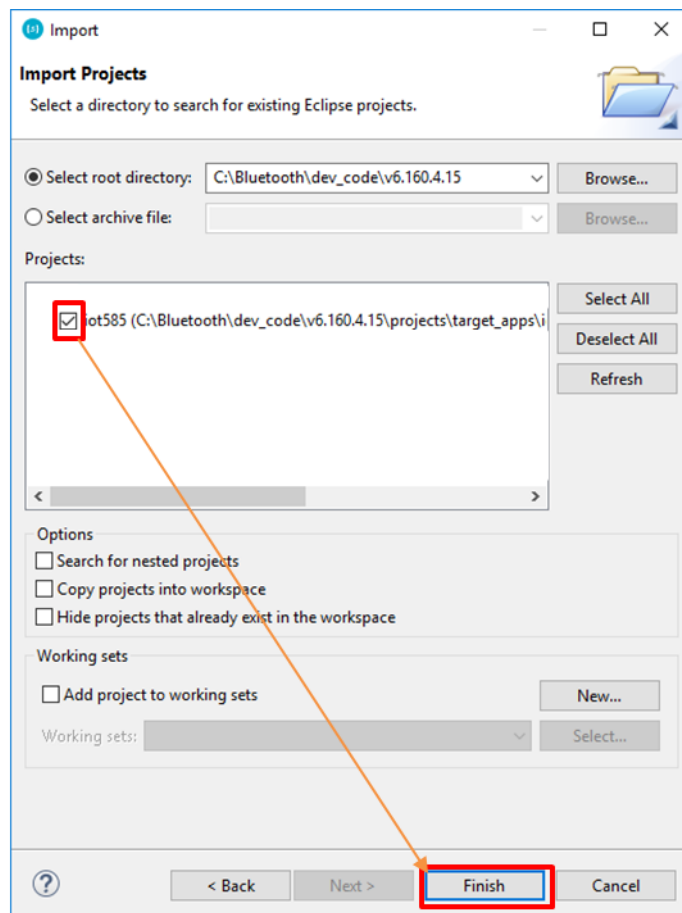 Import
Import Projects
Select a directory to search for existing Eclipse projects.
Select root directory: C:\Bluetooth\dev_code\v6.160.4.15 Browse...
Select archive file: Browse...
Projects:
iot585 (C:\Bluetooth\dev_code\v6.160.4.15\projects\target_apps\i
Select All
Deselect All
Refresh
Options
Search for nested projects
Copy projects into workspace
Hide projects that already exist in the workspace
Working sets
Add project to working sets New...
Working sets: Select...
? < Back Next > Finish Cancel